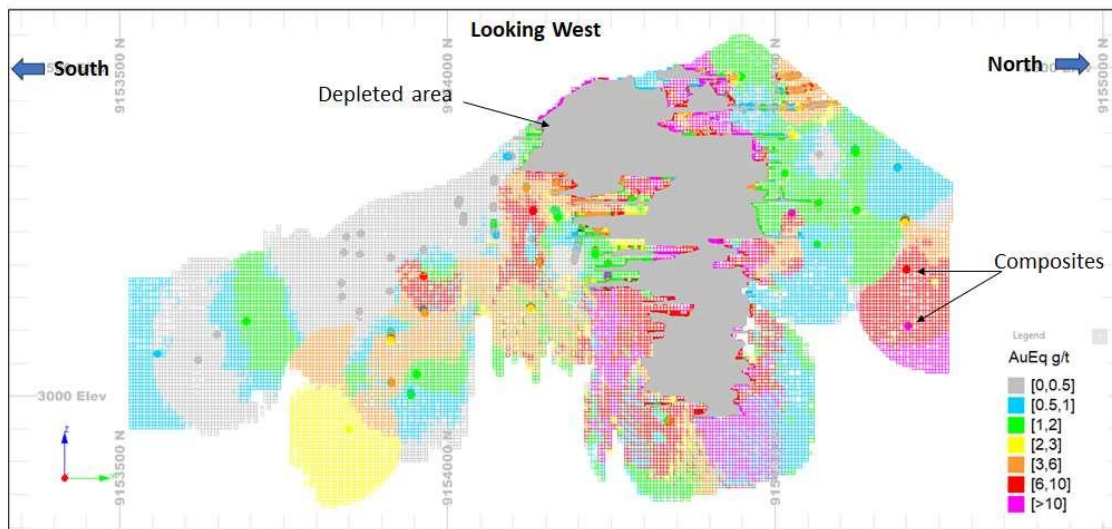 Looking West
South
North
9153500 N
9154000 N
9155000 N
Depleted area
Composites
Legend
AuEq g/t
[0,0.5]
[0.5,1]
[1,2]
[2,3]
[3,6]
[6,10]
[>10]
3000 Elev
z
9153500 N
9154000 N